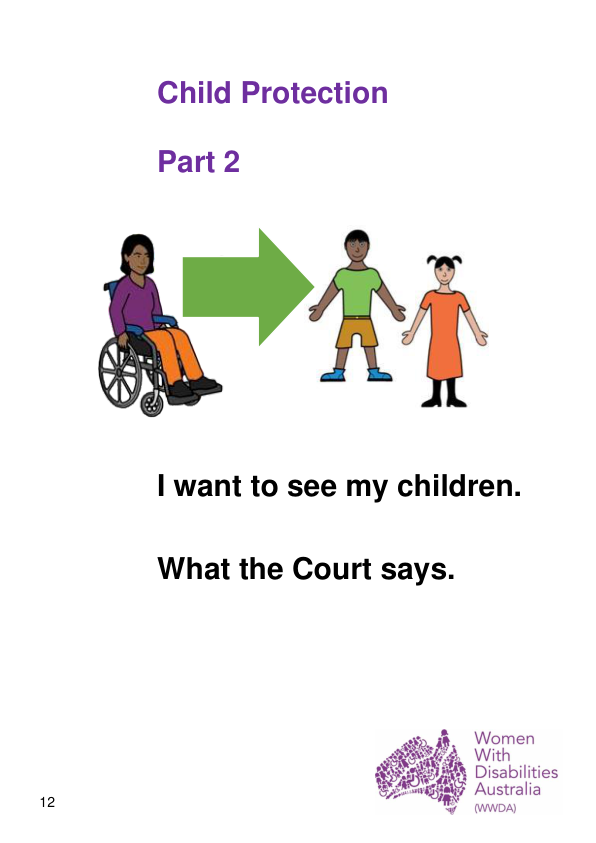 Child Protection
Part 2
I want to see my children.
What the Court says.
Women
With
Disabilities
Australia
(WWDA)
12